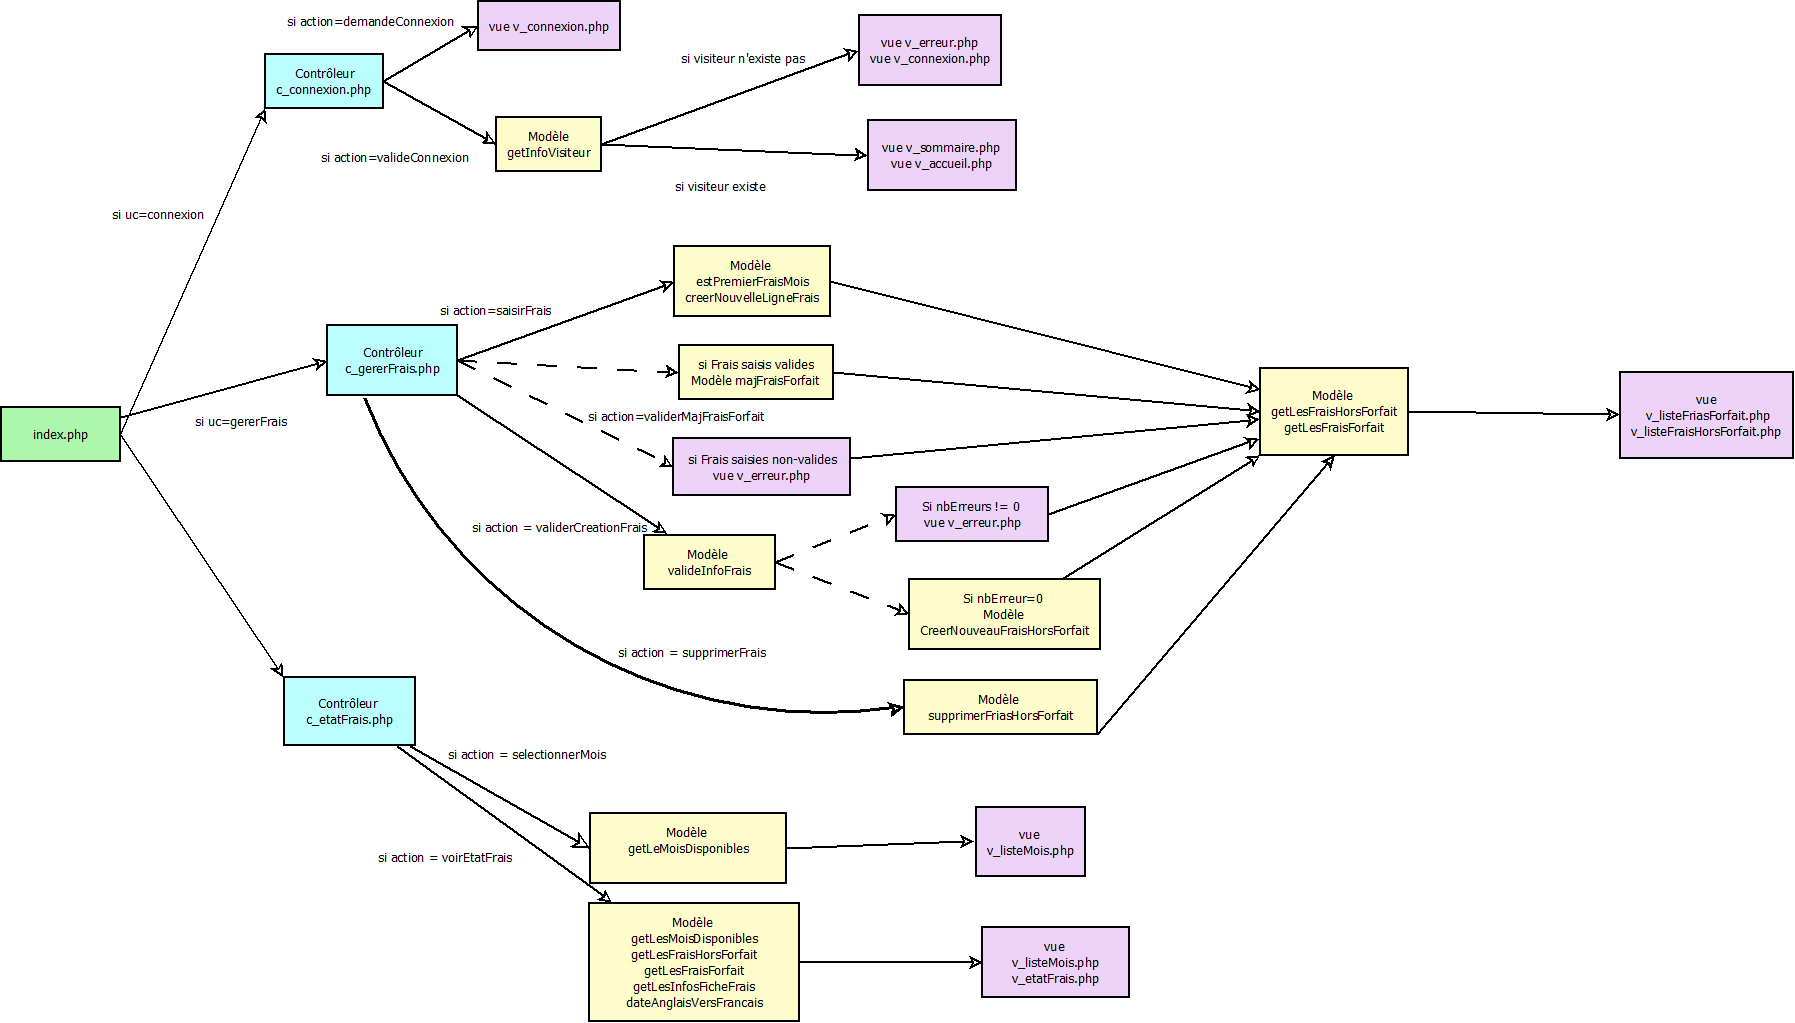 si action=demandeConnexion
vue v_connexion.php
Contrôleur
c_connexion.php
si visiteur n'existe pas
vue v_erreur.php
vue v_connexion.php
si action=valideConnexion
Modèle
getInfoVisiteur
vue v_sommaire.php
vue v_accueil.php
si visiteur existe
si uc=connexion
Modèle
estPremierFraisMois
creerNouvelleLigneFrais
si action=saisirFrais
Contrôleur
c_gererFrais.php
si Frais saisis valides
Modèle majFraisForfait
si action=validerMajFraisForfait
si uc=gererFrais
index.php
Modèle
getLesFraisHorsForfait
getLesFraisForfait
vue
v_listeFriasForfait.php
v_listeFraisHorsForfait.php
si Frais saisies non-valides
vue v_erreur.php
si action = validerCreationFrais
Si nbErreurs != 0
vue v_erreur.php
Modèle
valideInfoFrais
Si nbErreur=0
Modèle
CreerNouveauFraisHorsForfait
si action = supprimerFrais
Modèle
supprimerFriasHorsForfait
Contrôleur
c_etatFrais.php
si action = selectionnerMois
Modèle
getLeMoisDisponibles
vue
v_listeMois.php
si action = voirEtatFrais
Modèle
getLesMoisDisponibles
getLesFraisHorsForfait
getLesFraisForfait
getLesInfosFicheFrais
dateAnglaisVersFrancais
vue
v_listeMois.php
v_etatFrais.php